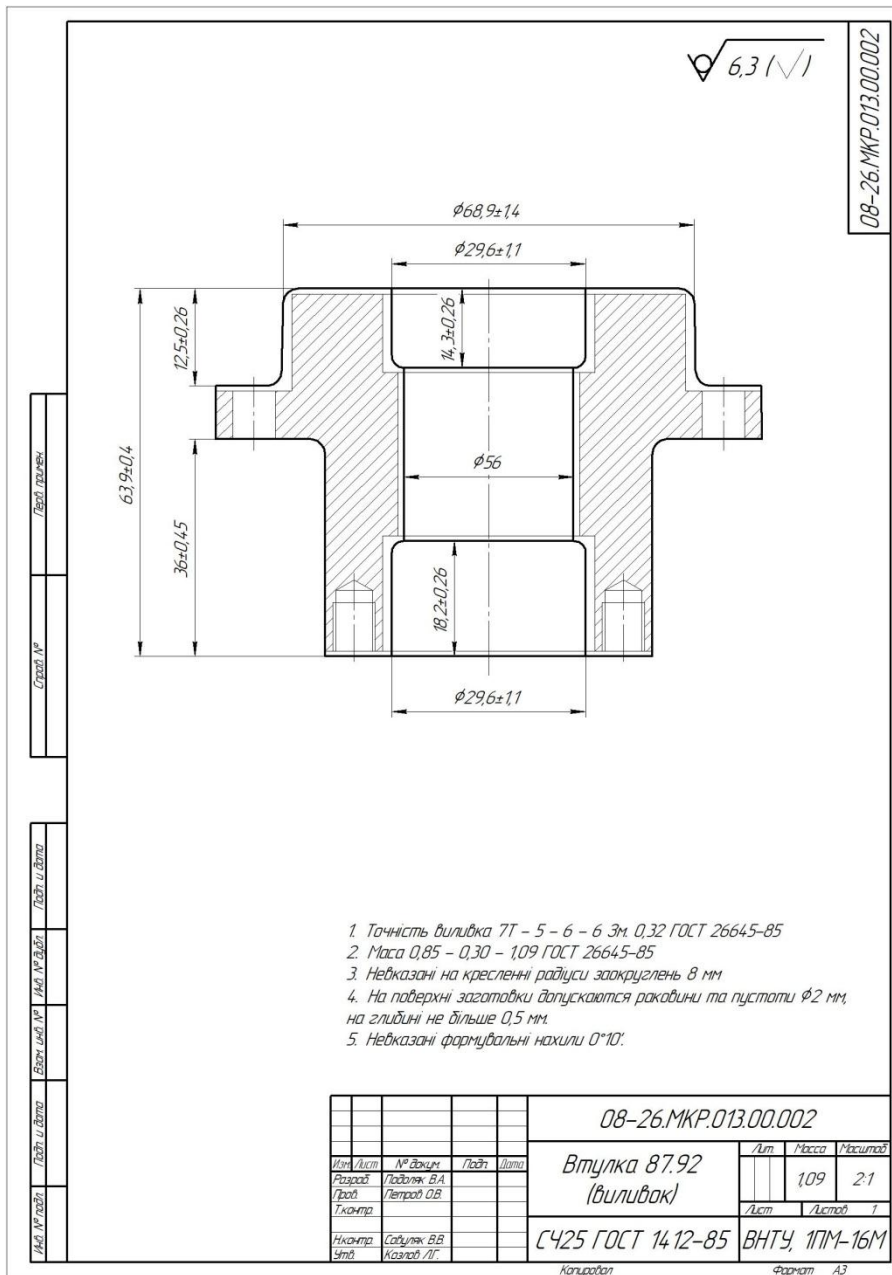 6,3 (√)
08-26.МКР.013.00.002
⌀68,9±1,4
⌀29,6±1,1
12,5±0,26
14,3±0,26
63,9±0,4
⌀56
36±0,45
18,2±0,26
⌀29,6±1,1
Перв. примен.
Справ. №
Подп. и дата
Инв. № дубл.
Взам. инв. №
Подп. и дата
Инв. № подл.
1. Точність виливка 7Т – 5 – 6 – 6 Зм. 0,32 ГОСТ 26645-85
2. Маса 0,85 – 0,30 – 1,09 ГОСТ 26645-85
3. Невказані на кресленні радіуси заокруглень 8 мм
4. На поверхні заготовки допускаются раковини та пустоти ⌀2 мм,
на глибині не більше 0,5 мм.
5. Невказані формувальні нахили 0°10'.
08-26.МКР.013.00.002
Изм. Лист № докум. Подп. Дата
Разраб. Подоляк В.А.
Пров. Петров О.В.
Т.контр.
Н.контр. Савуляк В.В.
Утв. Козлов Л.Г.
Втулка 87.92
(виливок)
Лит. Масса Масштаб
1,09 2:1
Лист Листов 1
СЧ25 ГОСТ 1412-85
ВНТУ, 1ПМ-16М
Копировал Формат А3